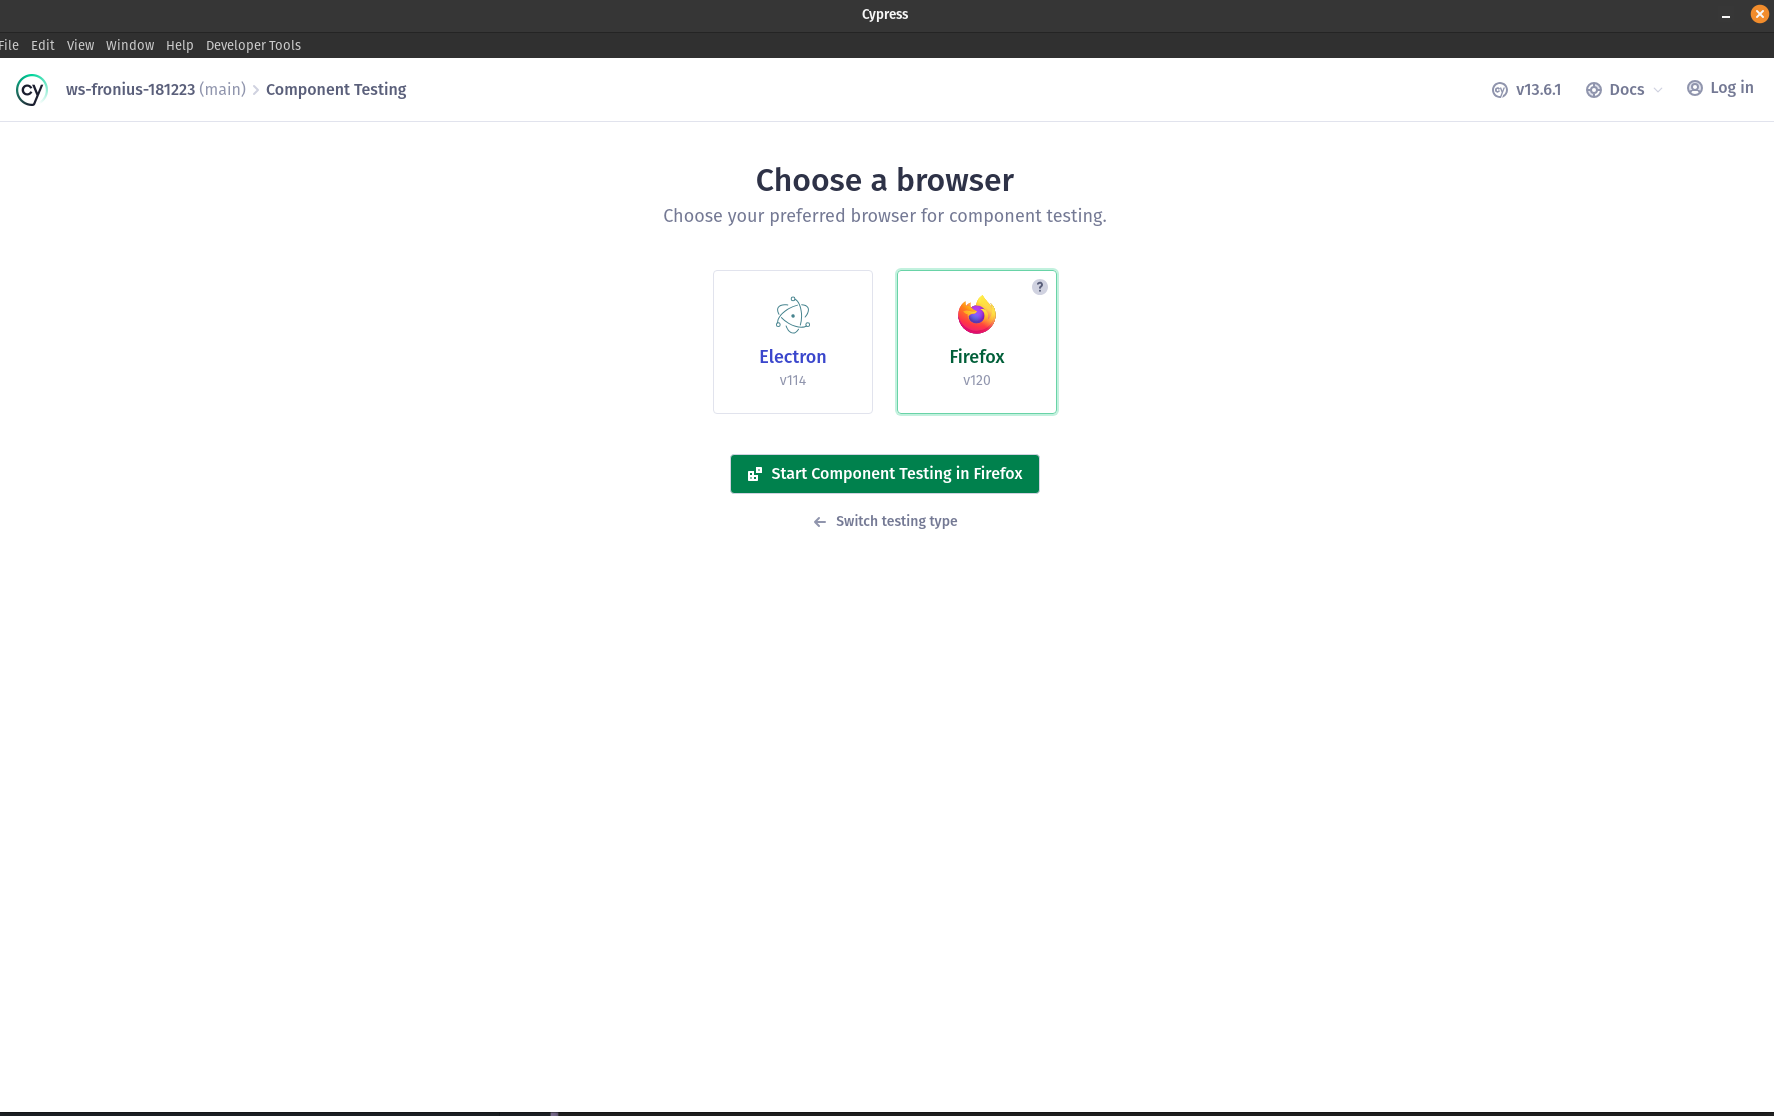 Cypress
File Edit View Window Help Developer Tools
cy ws-fronius-181223 (main) Component Testing
cy v13.6.1 Docs Log in
Choose a browser
Choose your preferred browser for component testing.
?
Electron
v114
Firefox
v120
Start Component Testing in Firefox
Switch testing type